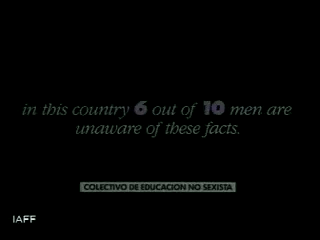 in this country 6 out of 10 men are
unaware of these facts.
COLECTIVO DE EDUCACION NO SEXISTA
IAFF